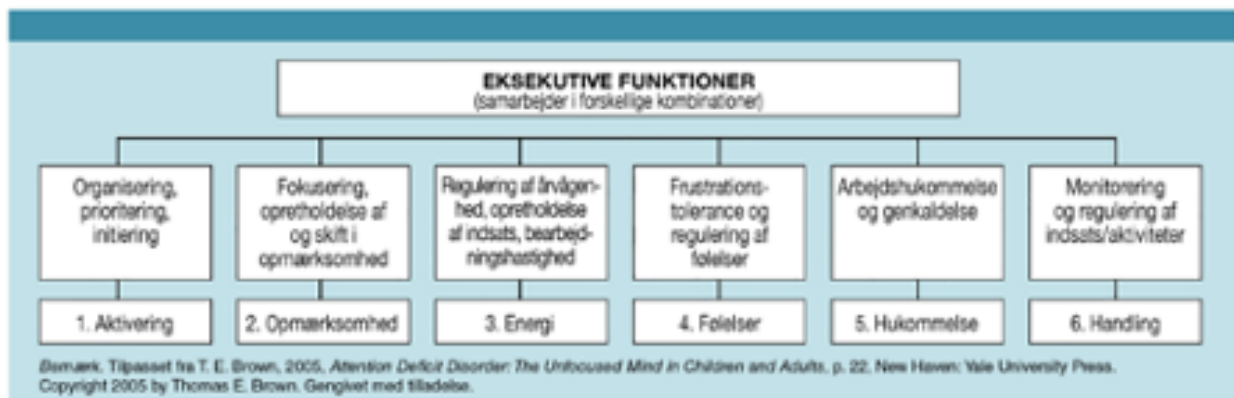 EKSEKUTIVE FUNKTIONER
(samarbejder i forskellige kombinationer)
Organisering,
prioritering,
initiering
1. Aktivering
Fokusering,
opretholdelse af
og skift i
opmærksomhed
2. Opmærksomhed
Regulering af årvågen-
hed, opretholdelse
af indsats, bearbejd-
ningshastighed
3. Energi
Frustrations-
tolerance og
regulering af
følelser
4. Følelser
Arbejdshukommelse
og genkaldelse
5. Hukommelse
Monitorering
og regulering af
indsats/aktiviteter
6. Handling
Bemærk. Tilpasset fra T. E. Brown, 2005, Attention Deficit Disorder: The Unfocused Mind in Children and Adults, p. 22, New Haven: Yale University Press.
Copyright 2005 by Thomas E. Brown. Gengivet med tilladelse.